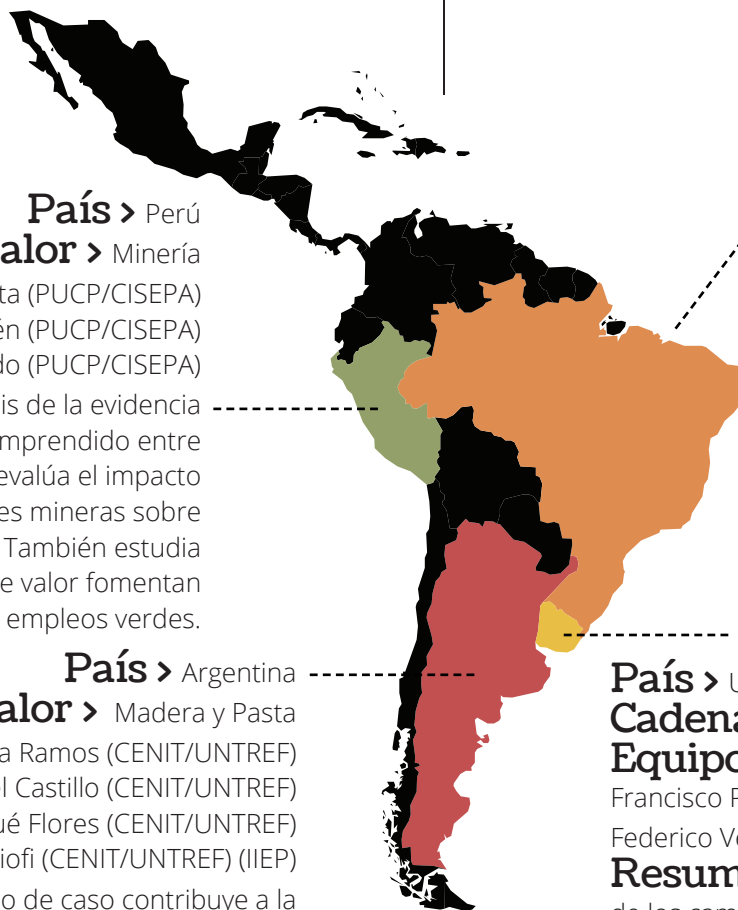 País > Perú
alor > Minería
ta (PUCP/CISEPA)
én (PUCP/CISEPA)
do (PUCP/CISEPA)
is de la evidencia
mprendido entre
evalúa el impacto
es mineras sobre
También estudia
e valor fomentan
empleos verdes.
País > Argentina
alor > Madera y Pasta
a Ramos (CENIT/UNTREF)
l Castillo (CENIT/UNTREF)
ué Flores (CENIT/UNTREF)
iofi (CENIT/UNTREF) (IIEP)
o de caso contribuye a la
País > U
Cadena
Equipo
Francisco P
Federico Ve
Resum